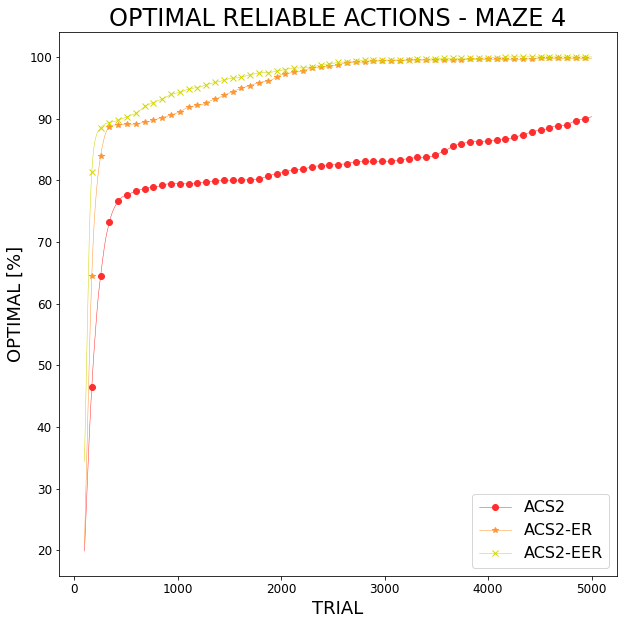 OPTIMAL RELIABLE ACTIONS - MAZE 4
OPTIMAL [%]
100
90
80
70
60
50
40
30
20
0 1000 2000 3000 4000 5000
TRIAL
ACS2
ACS2-ER
ACS2-EER